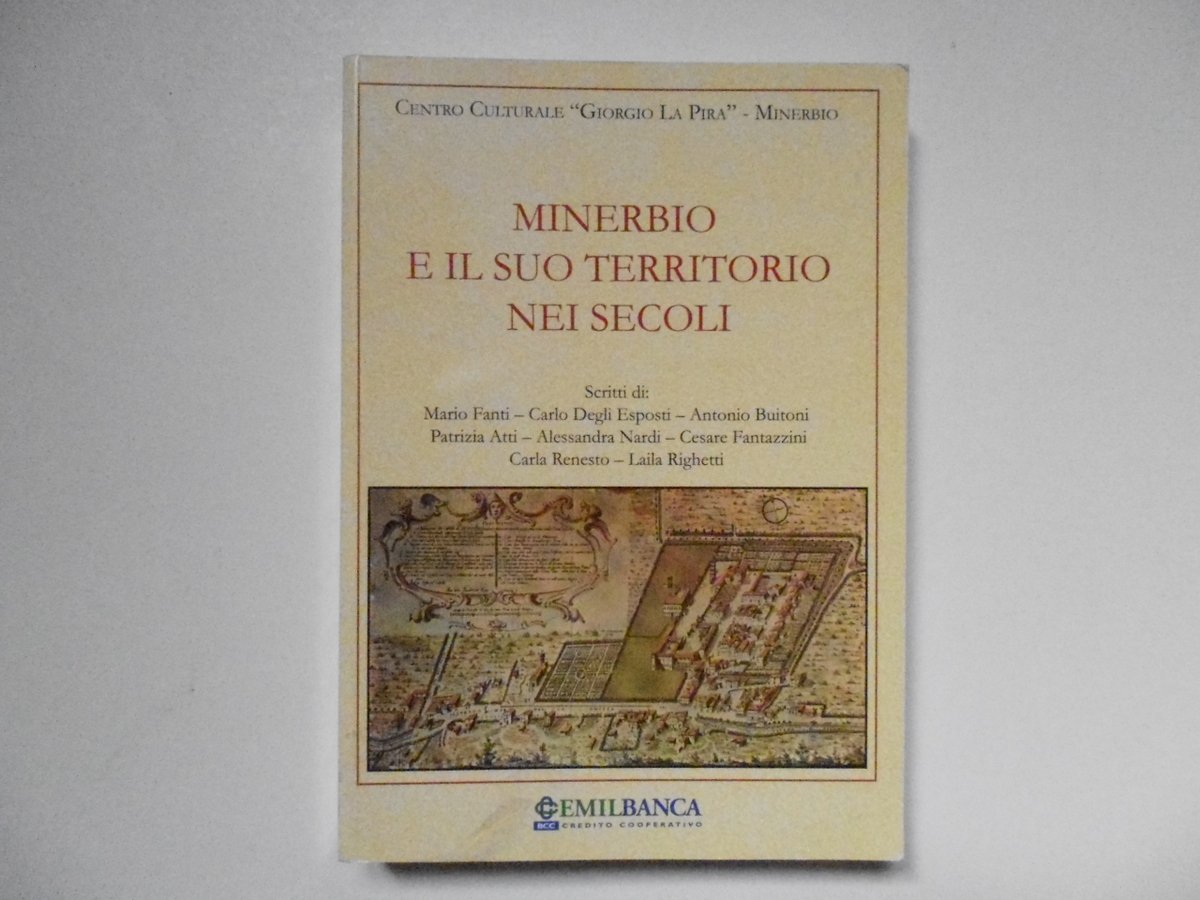 CENTRO CULTURALE "GIORGIO LA PIRA" - MINERBIO
MINERBIO
E IL SUO TERRITORIO
NEI SECOLI
Scritti di:
Mario Fanti – Carlo Degli Esposti – Antonio Buitoni
Patrizia Atti – Alessandra Nardi – Cesare Fantazzini
Carla Renesto – Laila Righetti
EMILBANCA
BCC CREDITO COOPERATIVO